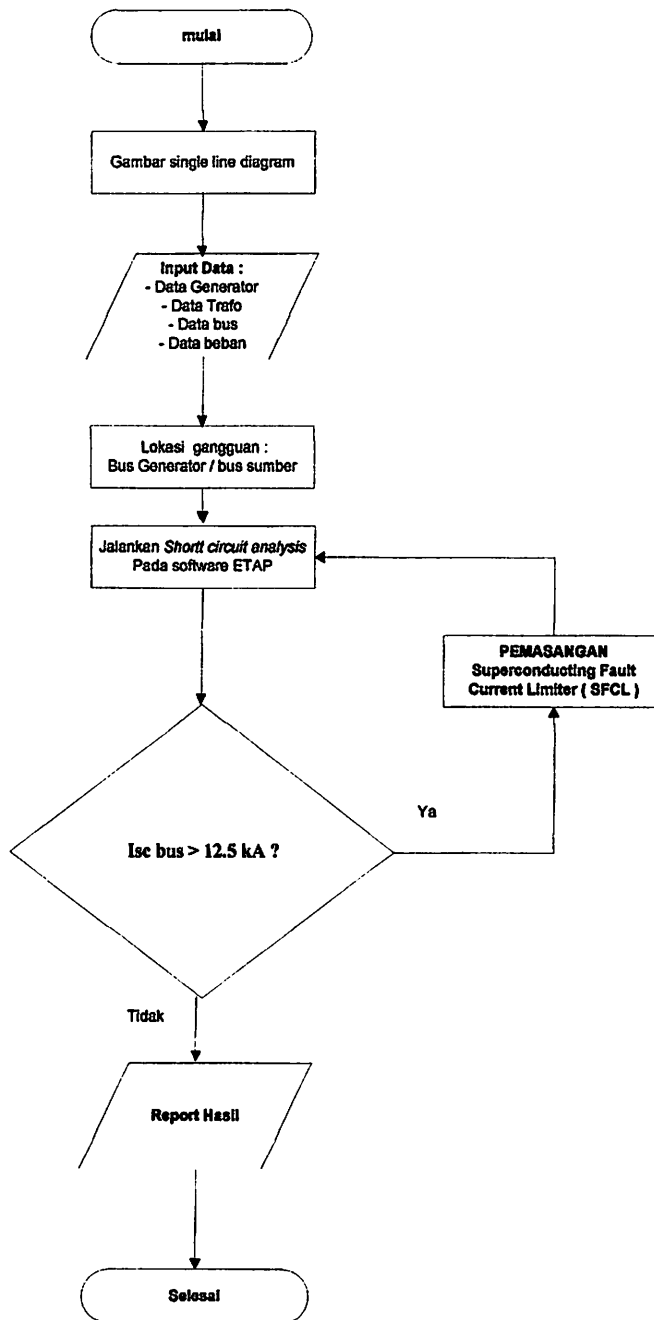 mulai
Gambar single line diagram
Input Data :
- Data Generator
- Data Trafo
- Data bus
- Data beban
Lokasi gangguan :
Bus Generator / bus sumber
Jalankan Shortt circuit analysis
Pada software ETAP
PEMASANGAN
Superconducting Fault
Current Limiter ( SFCL )
Ya
Isc bus > 12.5 kA ?
Tidak
Report Hasil
Selesai